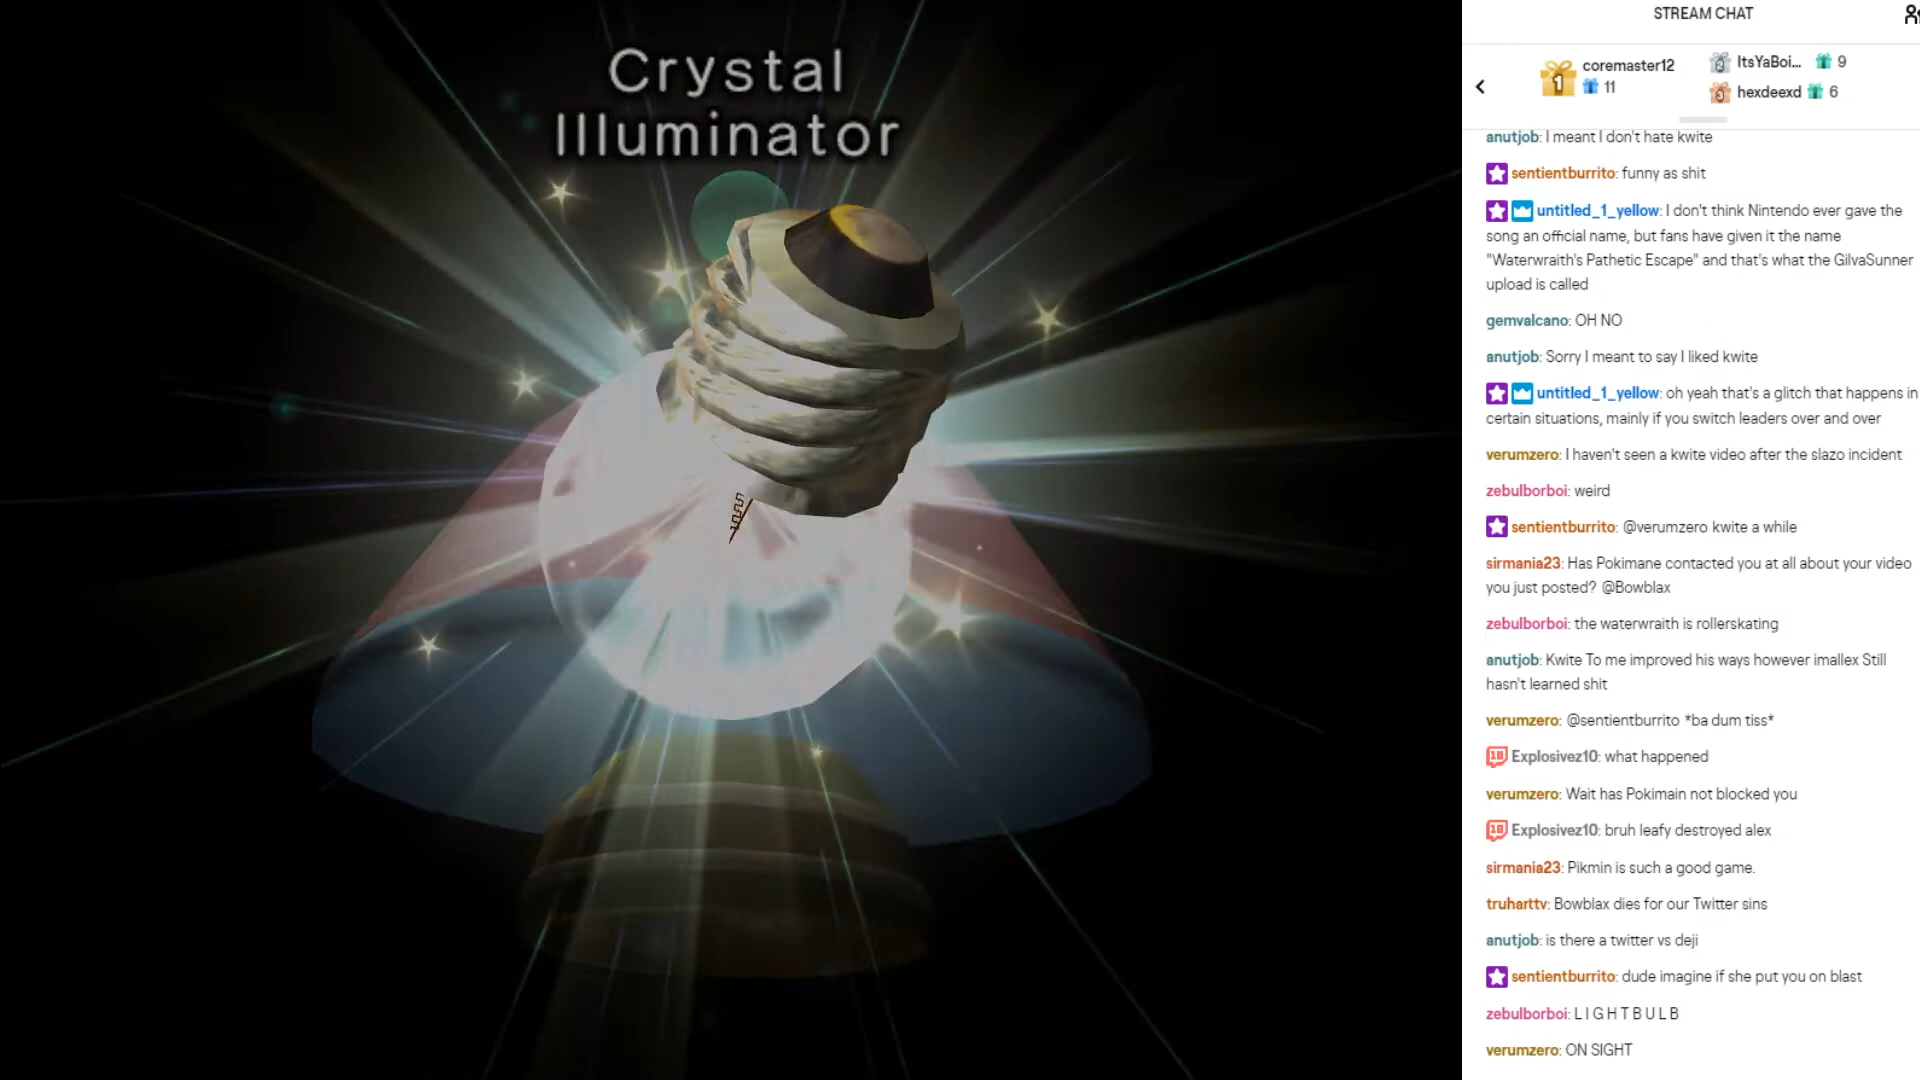 Crystal
Illuminator
STREAM CHAT
1
coremaster12
11
2
ItsYaBoi...
9
3
hexdeexd
6
anutjob: I meant I don't hate kwite
sentientburrito: funny as shit
untitled_1_yellow: I don't think Nintendo ever gave the
song an official name, but fans have given it the name
"Waterwraith's Pathetic Escape" and that's what the GilvaSunner
upload is called
gemvalcano: OH NO
anutjob: Sorry I meant to say I liked kwite
untitled_1_yellow: oh yeah that's a glitch that happens in
certain situations, mainly if you switch leaders over and over
verumzero: I haven't seen a kwite video after the slazo incident
zebulborboi: weird
sentientburrito: @verumzero kwite a while
sirmania23: Has Pokimane contacted you at all about your video
you just posted? @Bowblax
zebulborboi: the waterwraith is rollerskating
anutjob: Kwite To me improved his ways however imallex Still
hasn't learned shit
verumzero: @sentientburrito *ba dum tiss*
Explosivez10: what happened
verumzero: Wait has Pokimain not blocked you
Explosivez10: bruh leafy destroyed alex
sirmania23: Pikmin is such a good game.
truharttv: Bowblax dies for our Twitter sins
anutjob: is there a twitter vs deji
sentientburrito: dude imagine if she put you on blast
zebulborboi: L I G H T B U L B
verumzero: ON SIGHT